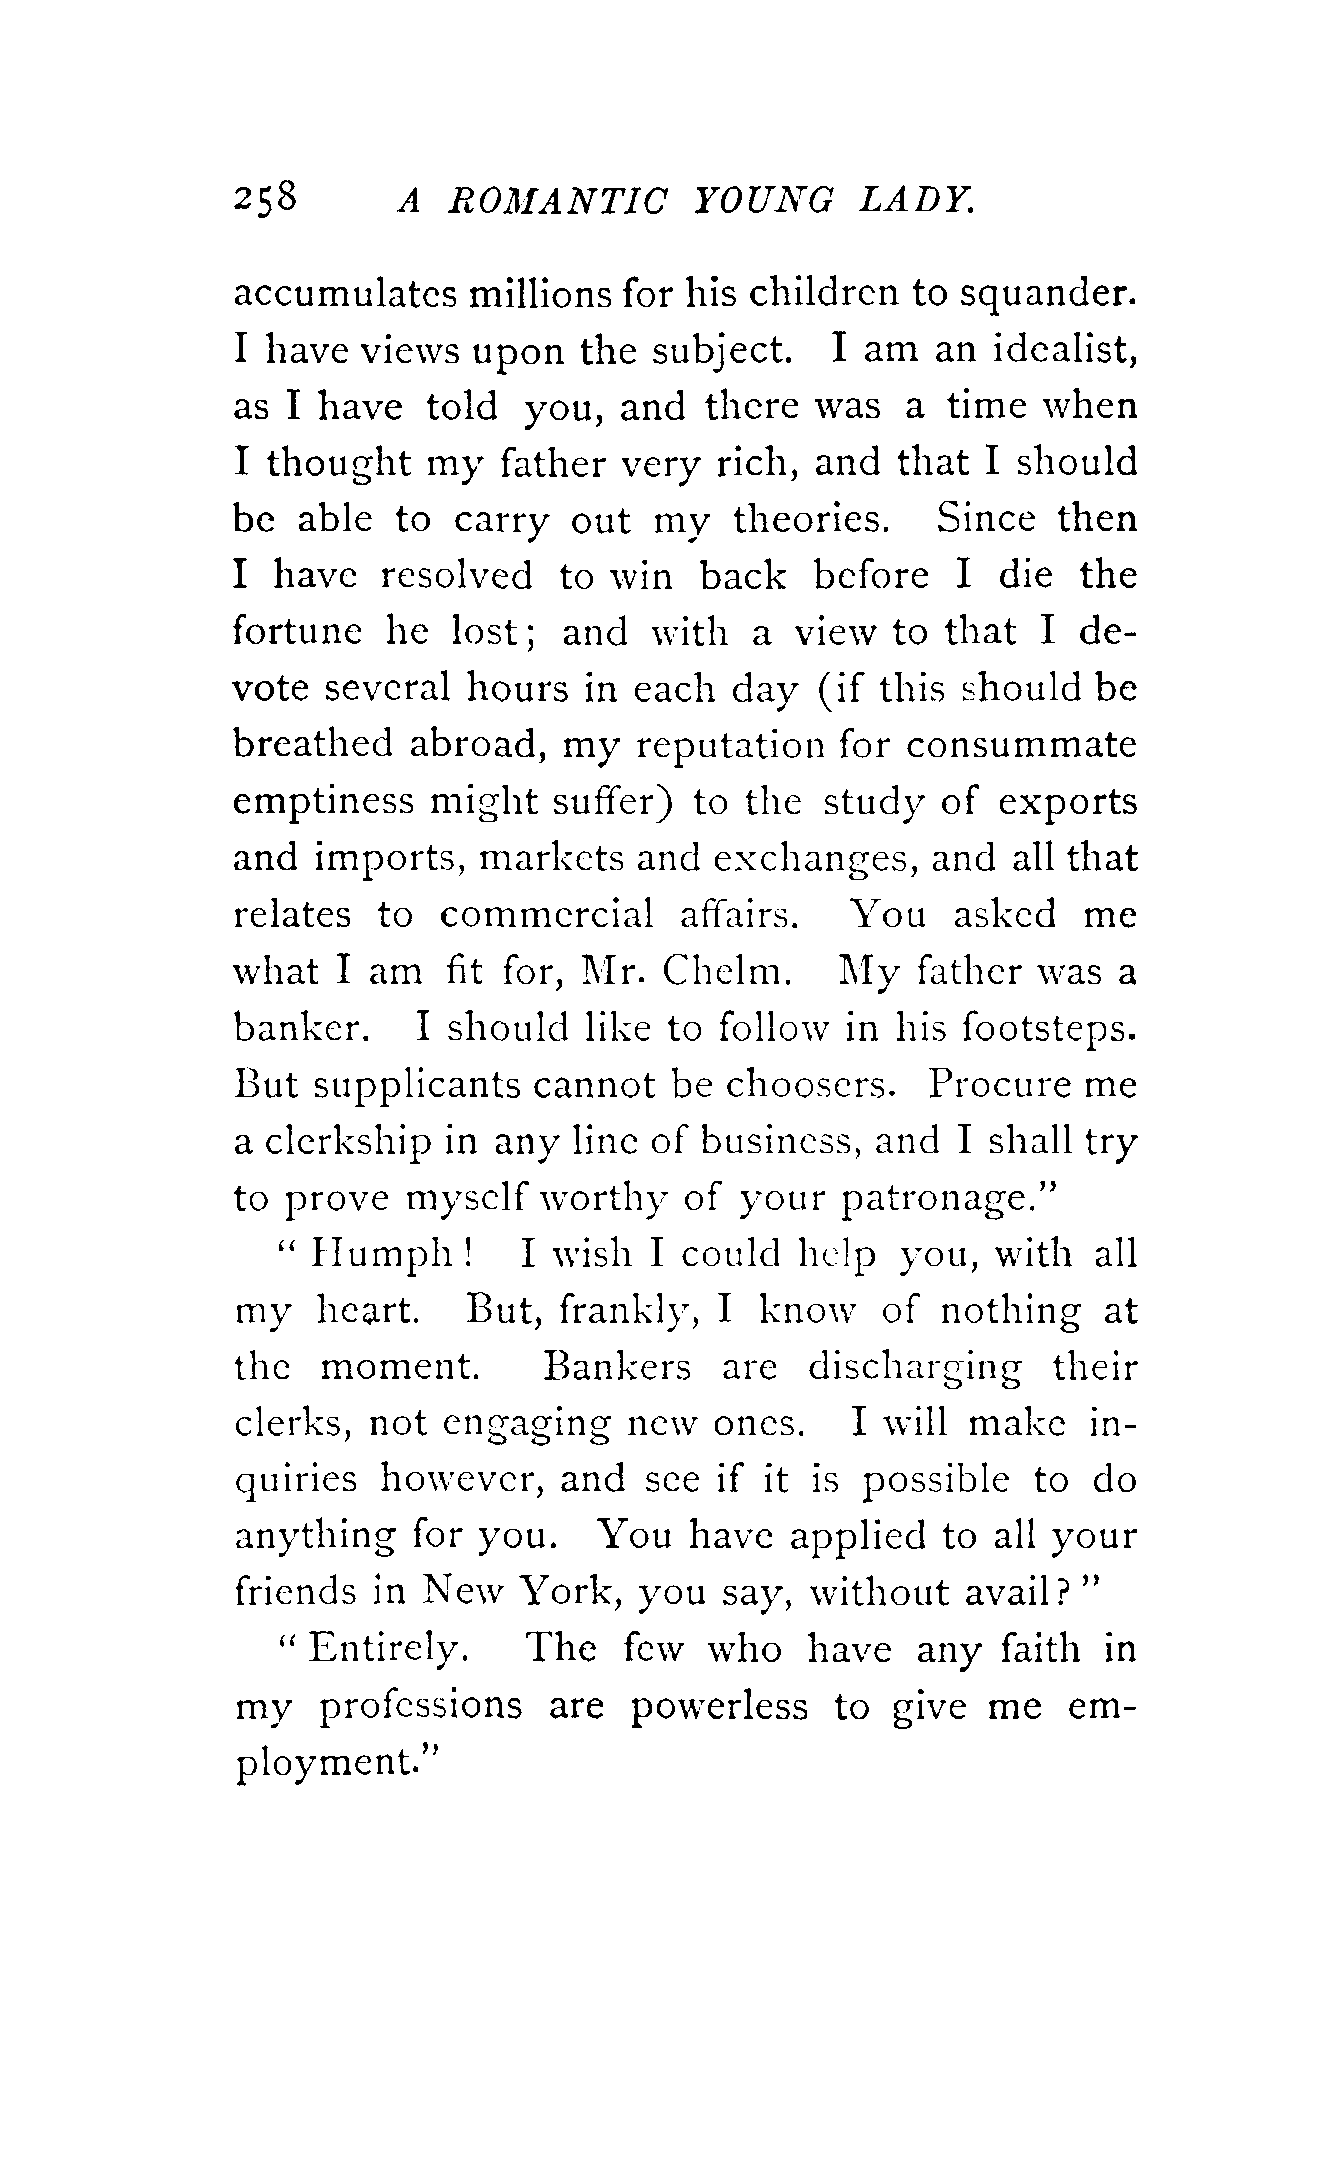 258 A ROMANTIC YOUNG LADY.
accumulates millions for his children to squander.
I have views upon the subject. I am an idealist,
as I have told you, and there was a time when
I thought my father very rich, and that I should
be able to carry out my theories. Since then
I have resolved to win back before I die the
fortune he lost; and with a view to that I de-
vote several hours in each day (if this should be
breathed abroad, my reputation for consummate
emptiness might suffer) to the study of exports
and imports, markets and exchanges, and all that
relates to commercial affairs. You asked me
what I am fit for, Mr. Chelm. My father was a
banker. I should like to follow in his footsteps.
But supplicants cannot be choosers. Procure me
a clerkship in any line of business, and I shall try
to prove myself worthy of your patronage."
"Humph! I wish I could help you, with all
my heart. But, frankly, I know of nothing at
the moment. Bankers are discharging their
clerks, not engaging new ones. I will make in-
quiries however, and see if it is possible to do
anything for you. You have applied to all your
friends in New York, you say, without avail?"
"Entirely. The few who have any faith in
my professions are powerless to give me em-
ployment."